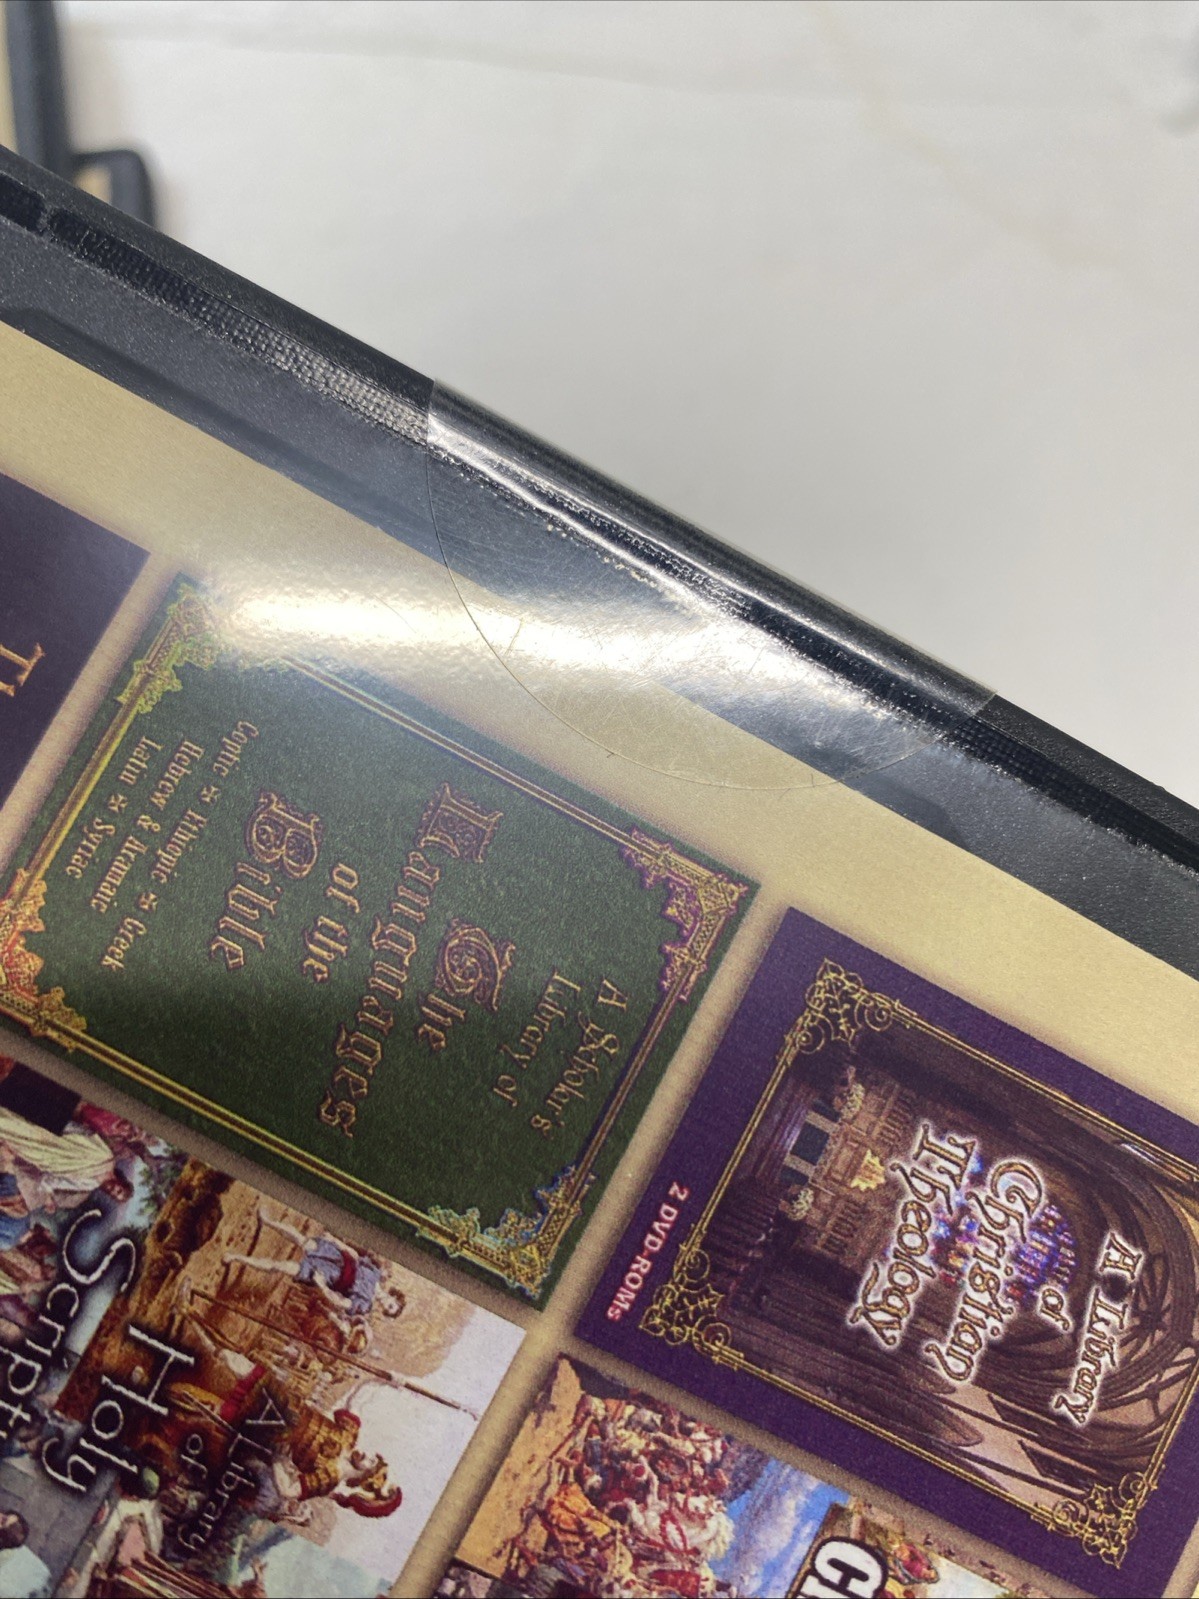 A Scholar's
Library of
The
Languages
of the
Bible
Coptic ✠ Ethiopic ✠ Greek
Hebrew & Aramaic
Latin ✠ Syriac
A Library
of
Christian
Theology
2 DVD-ROMs
A Library
of
Holy